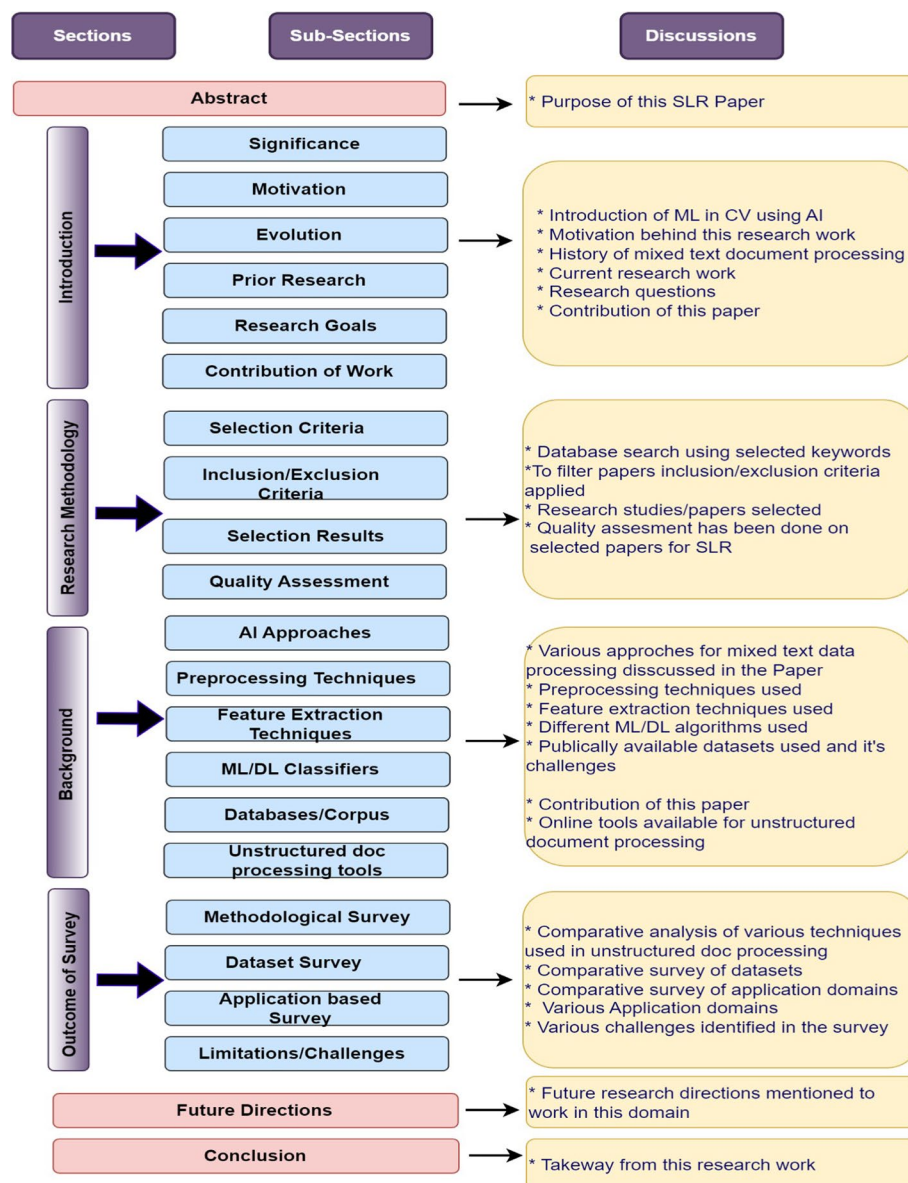 Sections
Sub-Sections
Discussions
Abstract
* Purpose of this SLR Paper
Introduction
Significance
Motivation
Evolution
Prior Research
Research Goals
Contribution of Work
* Introduction of ML in CV using AI
* Motivation behind this research work
* History of mixed text document processing
* Current research work
* Research questions
* Contribution of this paper
Research Methodology
Selection Criteria
Inclusion/Exclusion
Criteria
Selection Results
Quality Assessment
* Database search using selected keywords
*To filter papers inclusion/exclusion criteria
applied
* Research studies/papers selected
* Quality assesment has been done on
selected papers for SLR
Background
AI Approaches
Preprocessing Techniques
Feature Extraction
Techniques
ML/DL Classifiers
Databases/Corpus
Unstructured doc
processing tools
* Various approches for mixed text data
processing disscussed in the Paper
* Preprocessing techniques used
* Feature extraction techniques used
* Different ML/DL algorithms used
* Publically available datasets used and it's
challenges
* Contribution of this paper
* Online tools available for unstructured
document processing
Outcome of Survey
Methodological Survey
Dataset Survey
Application based
Survey
Limitations/Challenges
* Comparative analysis of various techniques
used in unstructured doc processing
* Comparative survey of datasets
* Comparative survey of application domains
* Various Application domains
* Various challenges identified in the survey
Future Directions
* Future research directions mentioned to
work in this domain
Conclusion
* Takeway from this research work